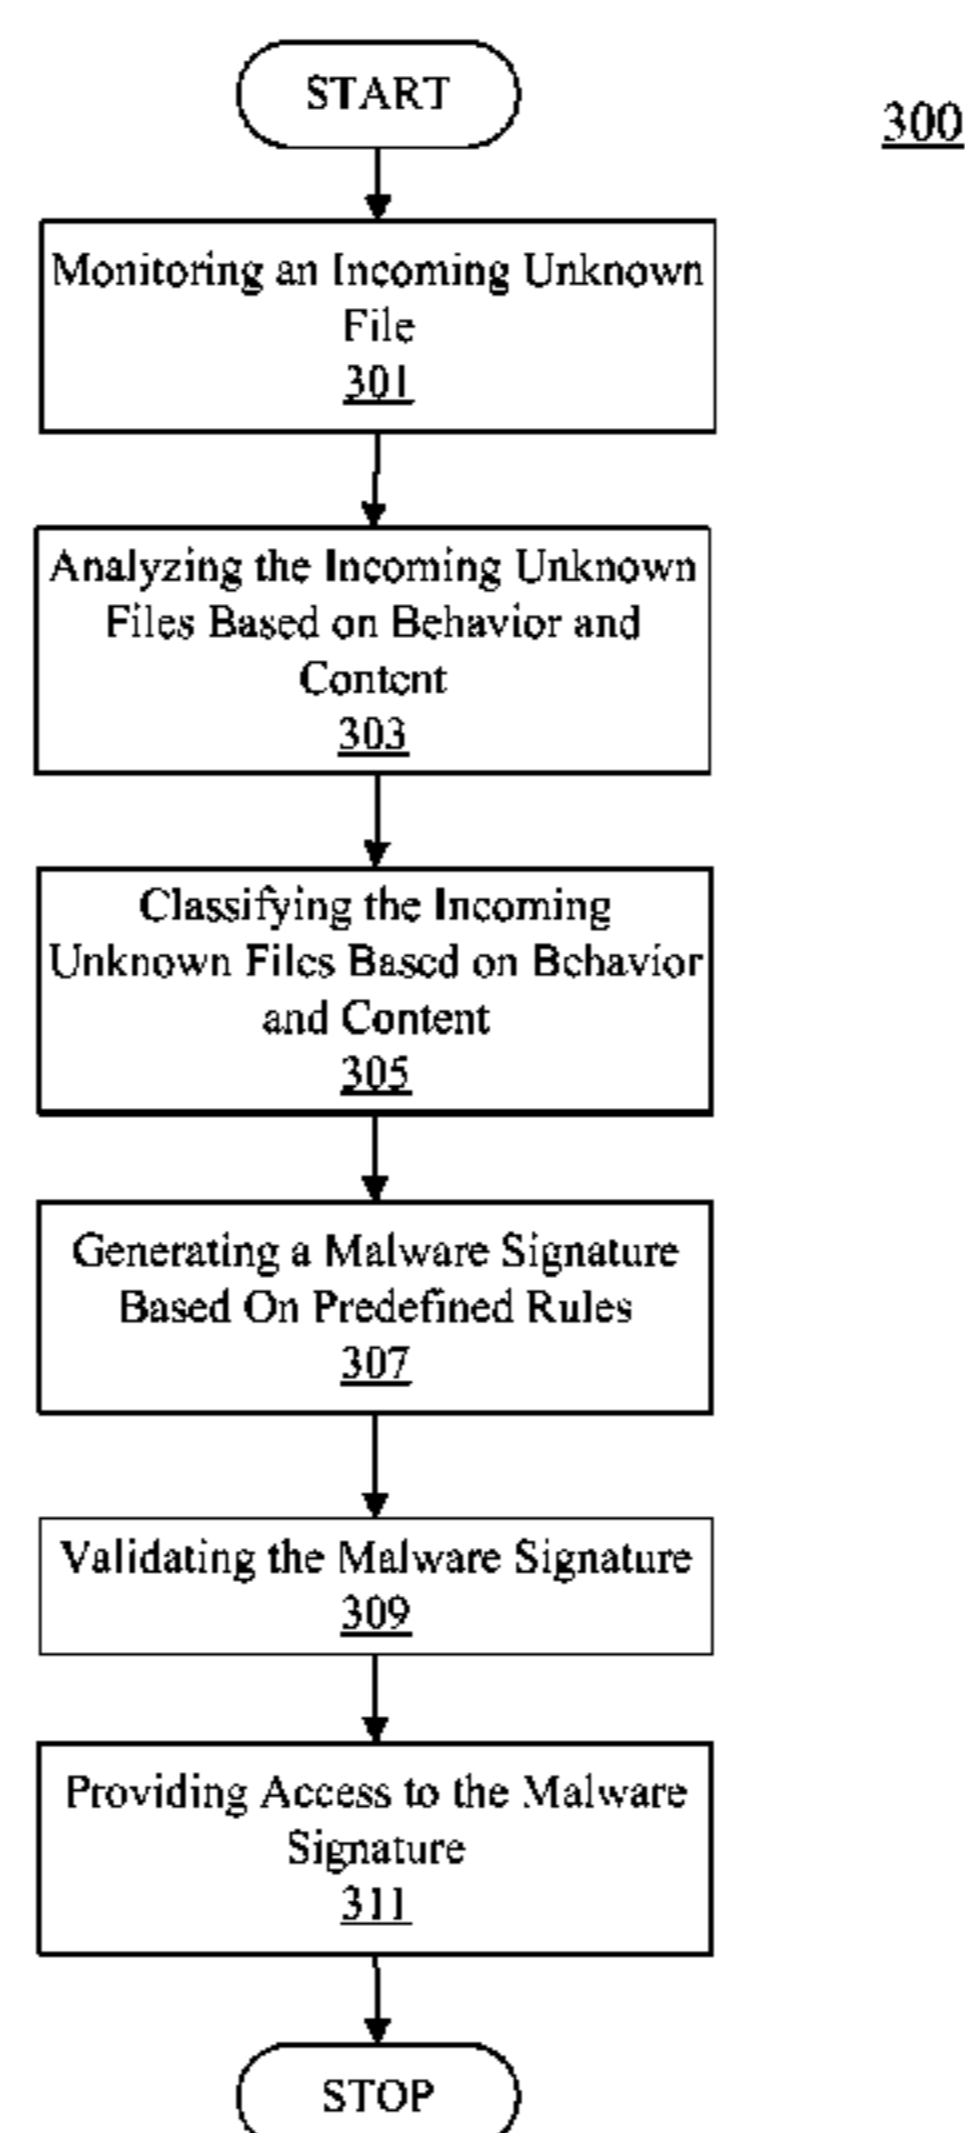 START
300
Monitoring an Incoming Unknown
File
301
Analyzing the Incoming Unknown
Files Based on Behavior and
Content
303
Classifying the Incoming
Unknown Files Based on Behavior
and Content
305
Generating a Malware Signature
Based On Predefined Rules
307
Validating the Malware Signature
309
Providing Access to the Malware
Signature
311
STOP